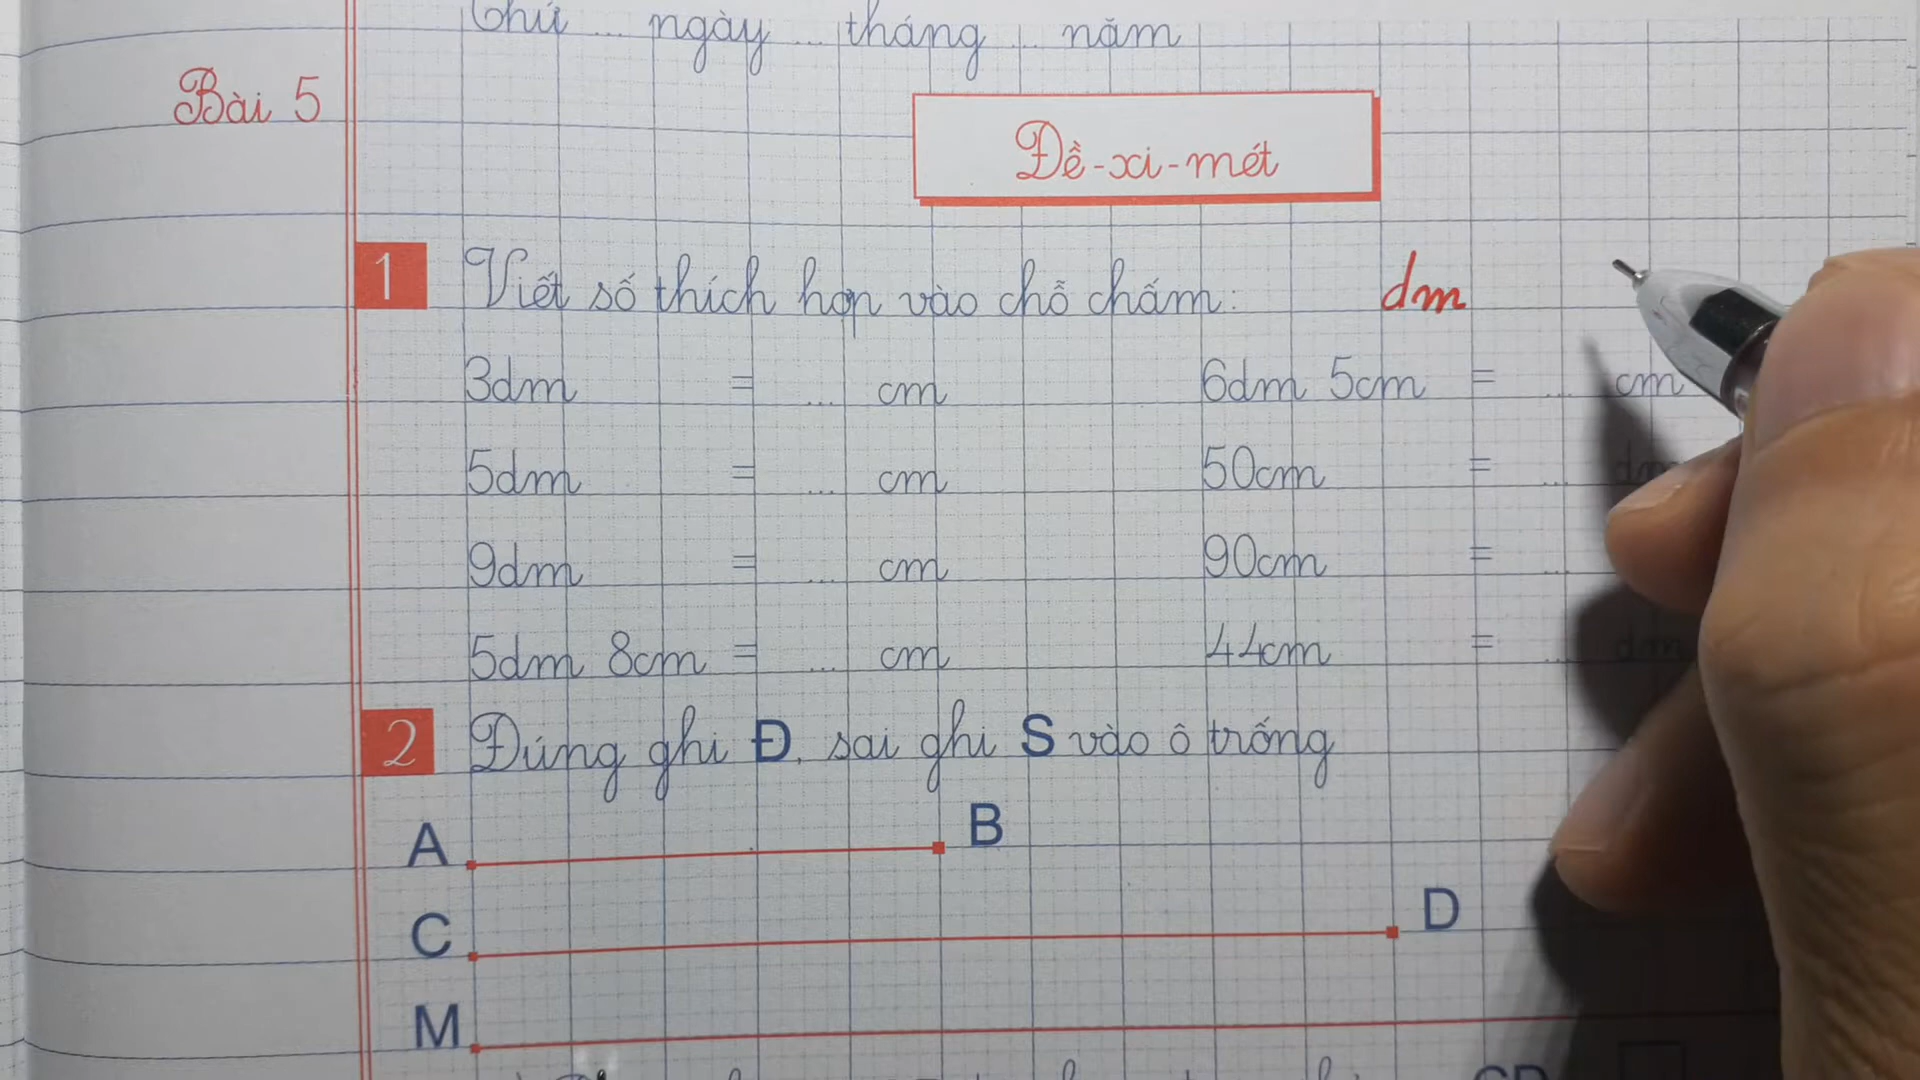 Thứ ... ngày ... tháng ... năm
Bài 5
Đề-xi-mét
1 Viết số thích hợp vào chỗ chấm: dm
3dm = ... cm 6dm 5cm = ... cm
5dm = ... cm 50cm = ... dm
9dm = ... cm 90cm = ...
5dm 8cm = ... cm 44cm = ... dm
2 Đúng ghi Đ, sai ghi S vào ô trống
A B
C D
M